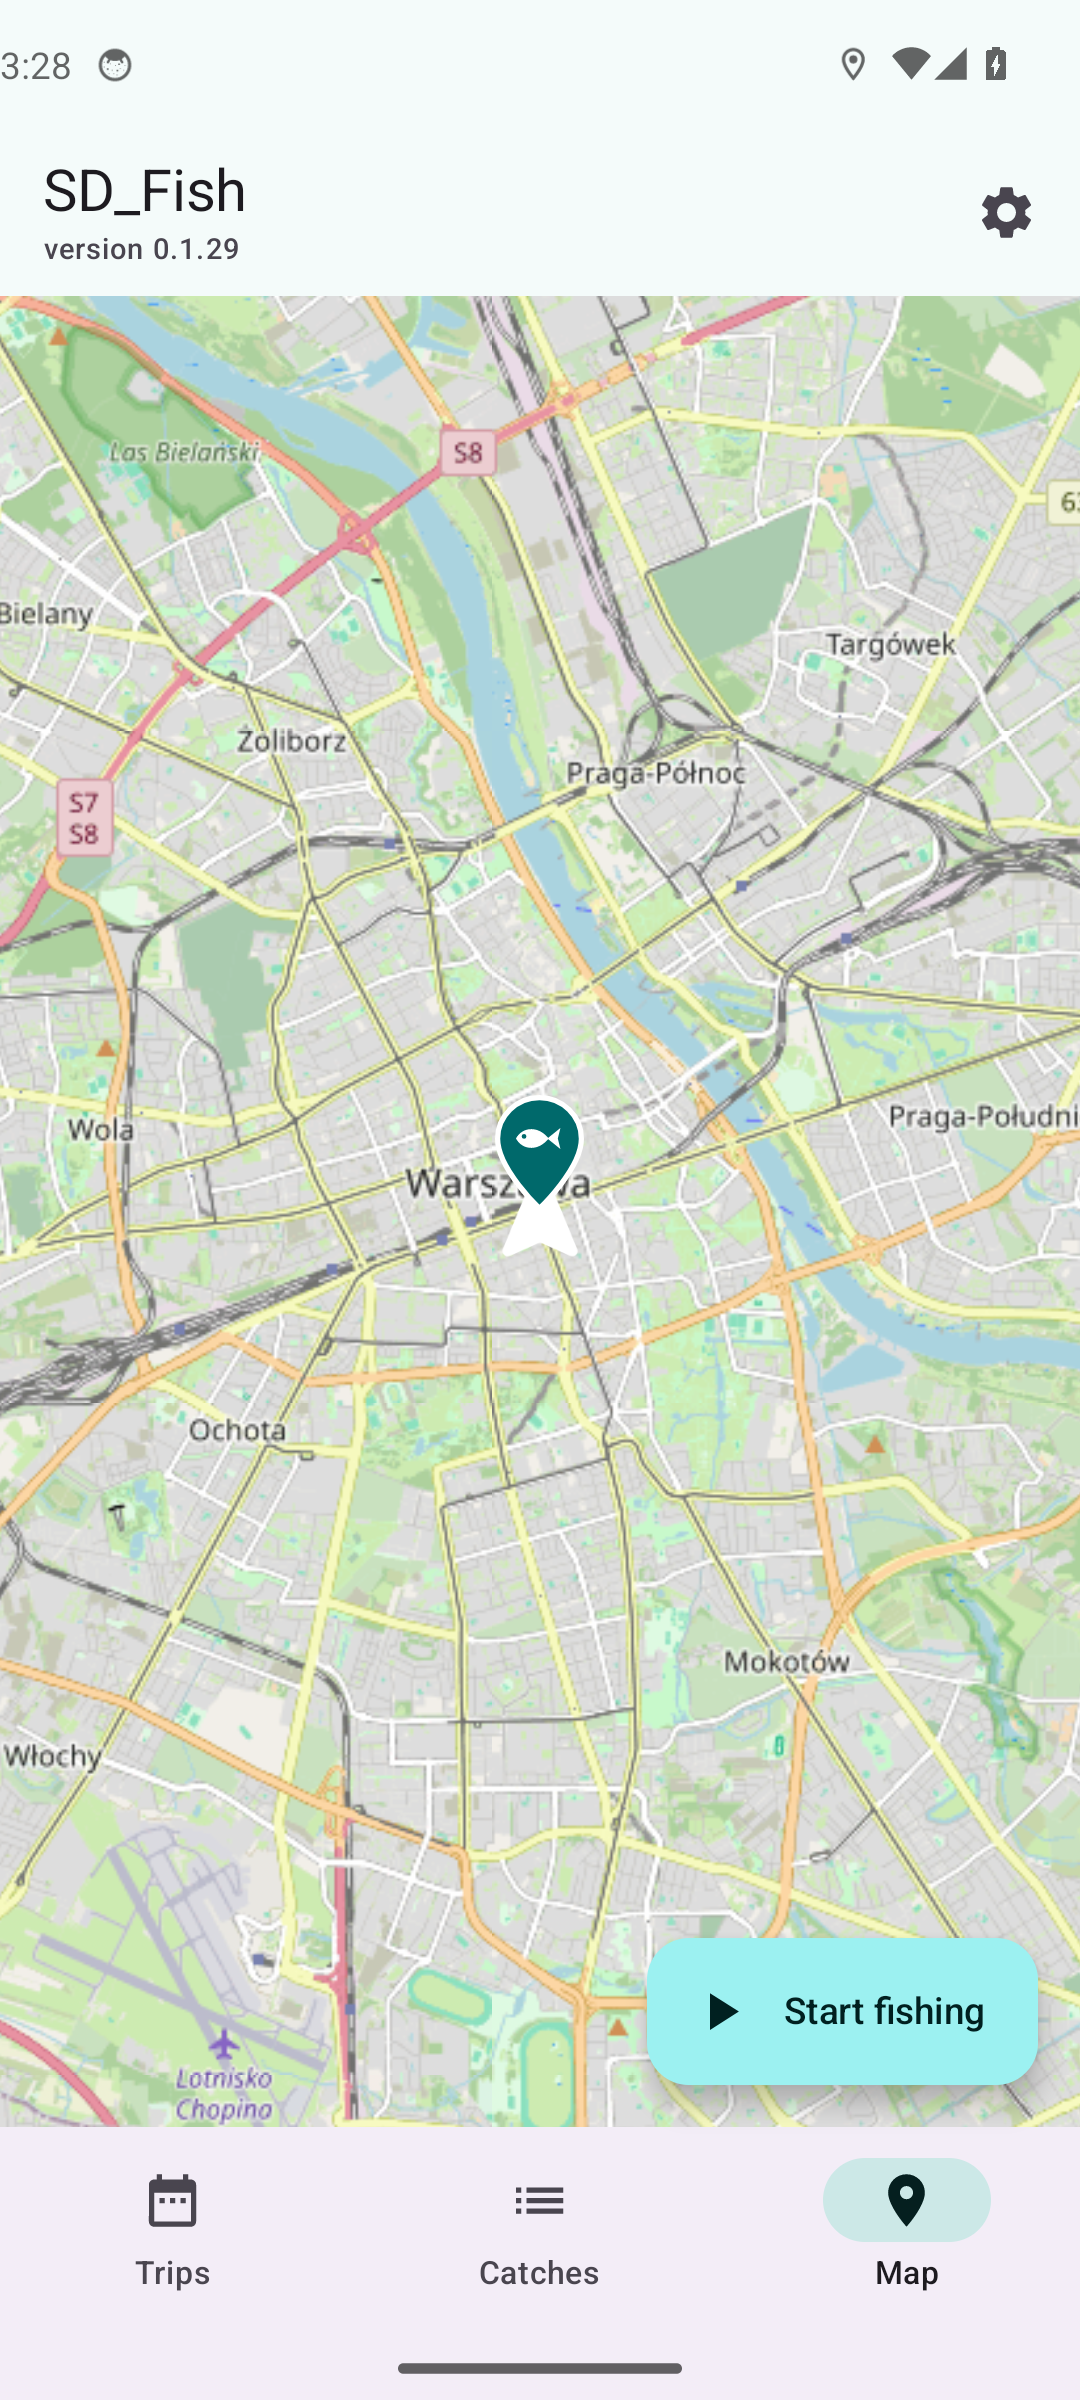 3:28
SD_Fish
version 0.1.29
Las Bielański
S8
Bielany
Targówek
Żoliborz
Praga-Północ
S7
S8
Wola
Praga-Południ
Warszawa
Ochota
Mokotów
Włochy
Lotnisko
Chopina
Start fishing
Trips
Catches
Map